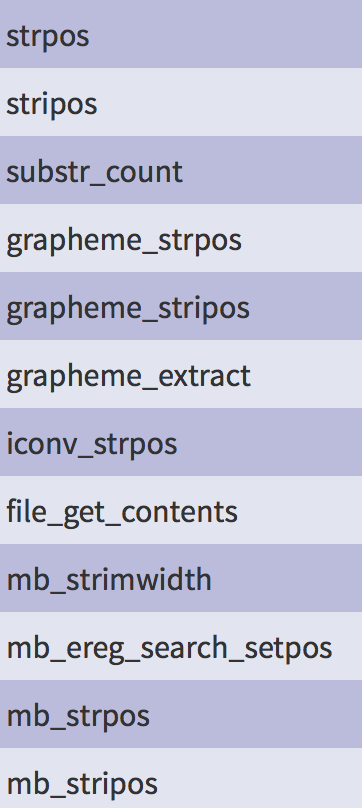 strpos
stripos
substr_count
grapheme_strpos
grapheme_stripos
grapheme_extract
iconv_strpos
file_get_contents
mb_strimwidth
mb_ereg_search_setpos
mb_strpos
mb_stripos